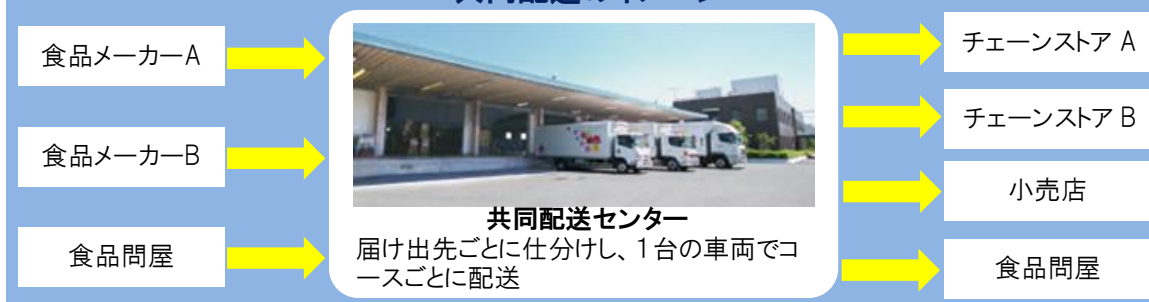 食品メーカーA
食品メーカーB
食品問屋
共同配送センター
届け出先ごとに仕分けし、1台の車両でコ
ースごとに配送
チェーンストア A
チェーンストア B
小売店
食品問屋